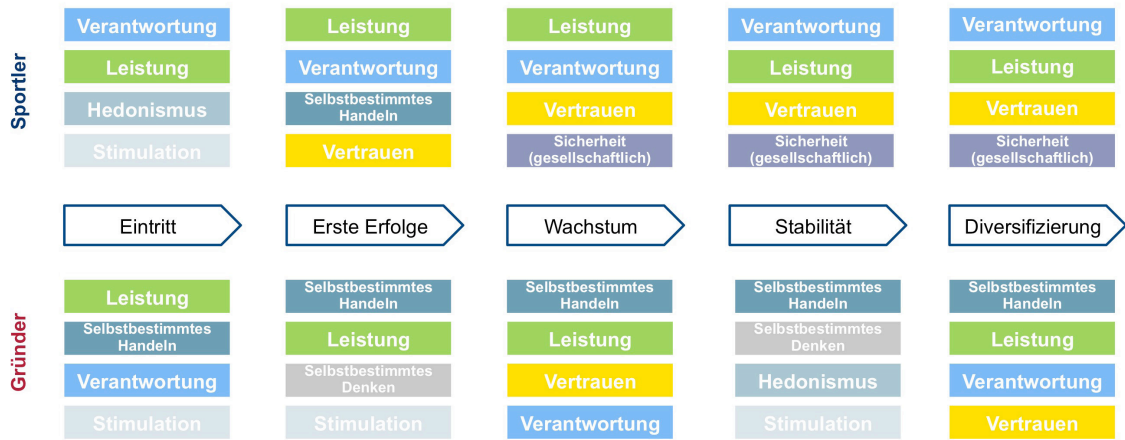 Sportler
Verantwortung
Leistung
Hedonismus
Stimulation
Leistung
Verantwortung
Selbstbestimmtes
Handeln
Vertrauen
Leistung
Verantwortung
Vertrauen
Sicherheit
(gesellschaftlich)
Verantwortung
Leistung
Vertrauen
Sicherheit
(gesellschaftlich)
Verantwortung
Leistung
Vertrauen
Sicherheit
(gesellschaftlich)
Eintritt
Erste Erfolge
Wachstum
Stabilität
Diversifizierung
Gründer
Leistung
Selbstbestimmtes
Handeln
Verantwortung
Stimulation
Selbstbestimmtes
Handeln
Leistung
Selbstbestimmtes
Denken
Stimulation
Selbstbestimmtes
Handeln
Leistung
Vertrauen
Verantwortung
Selbstbestimmtes
Handeln
Selbstbestimmtes
Denken
Hedonismus
Stimulation
Selbstbestimmtes
Handeln
Leistung
Verantwortung
Vertrauen